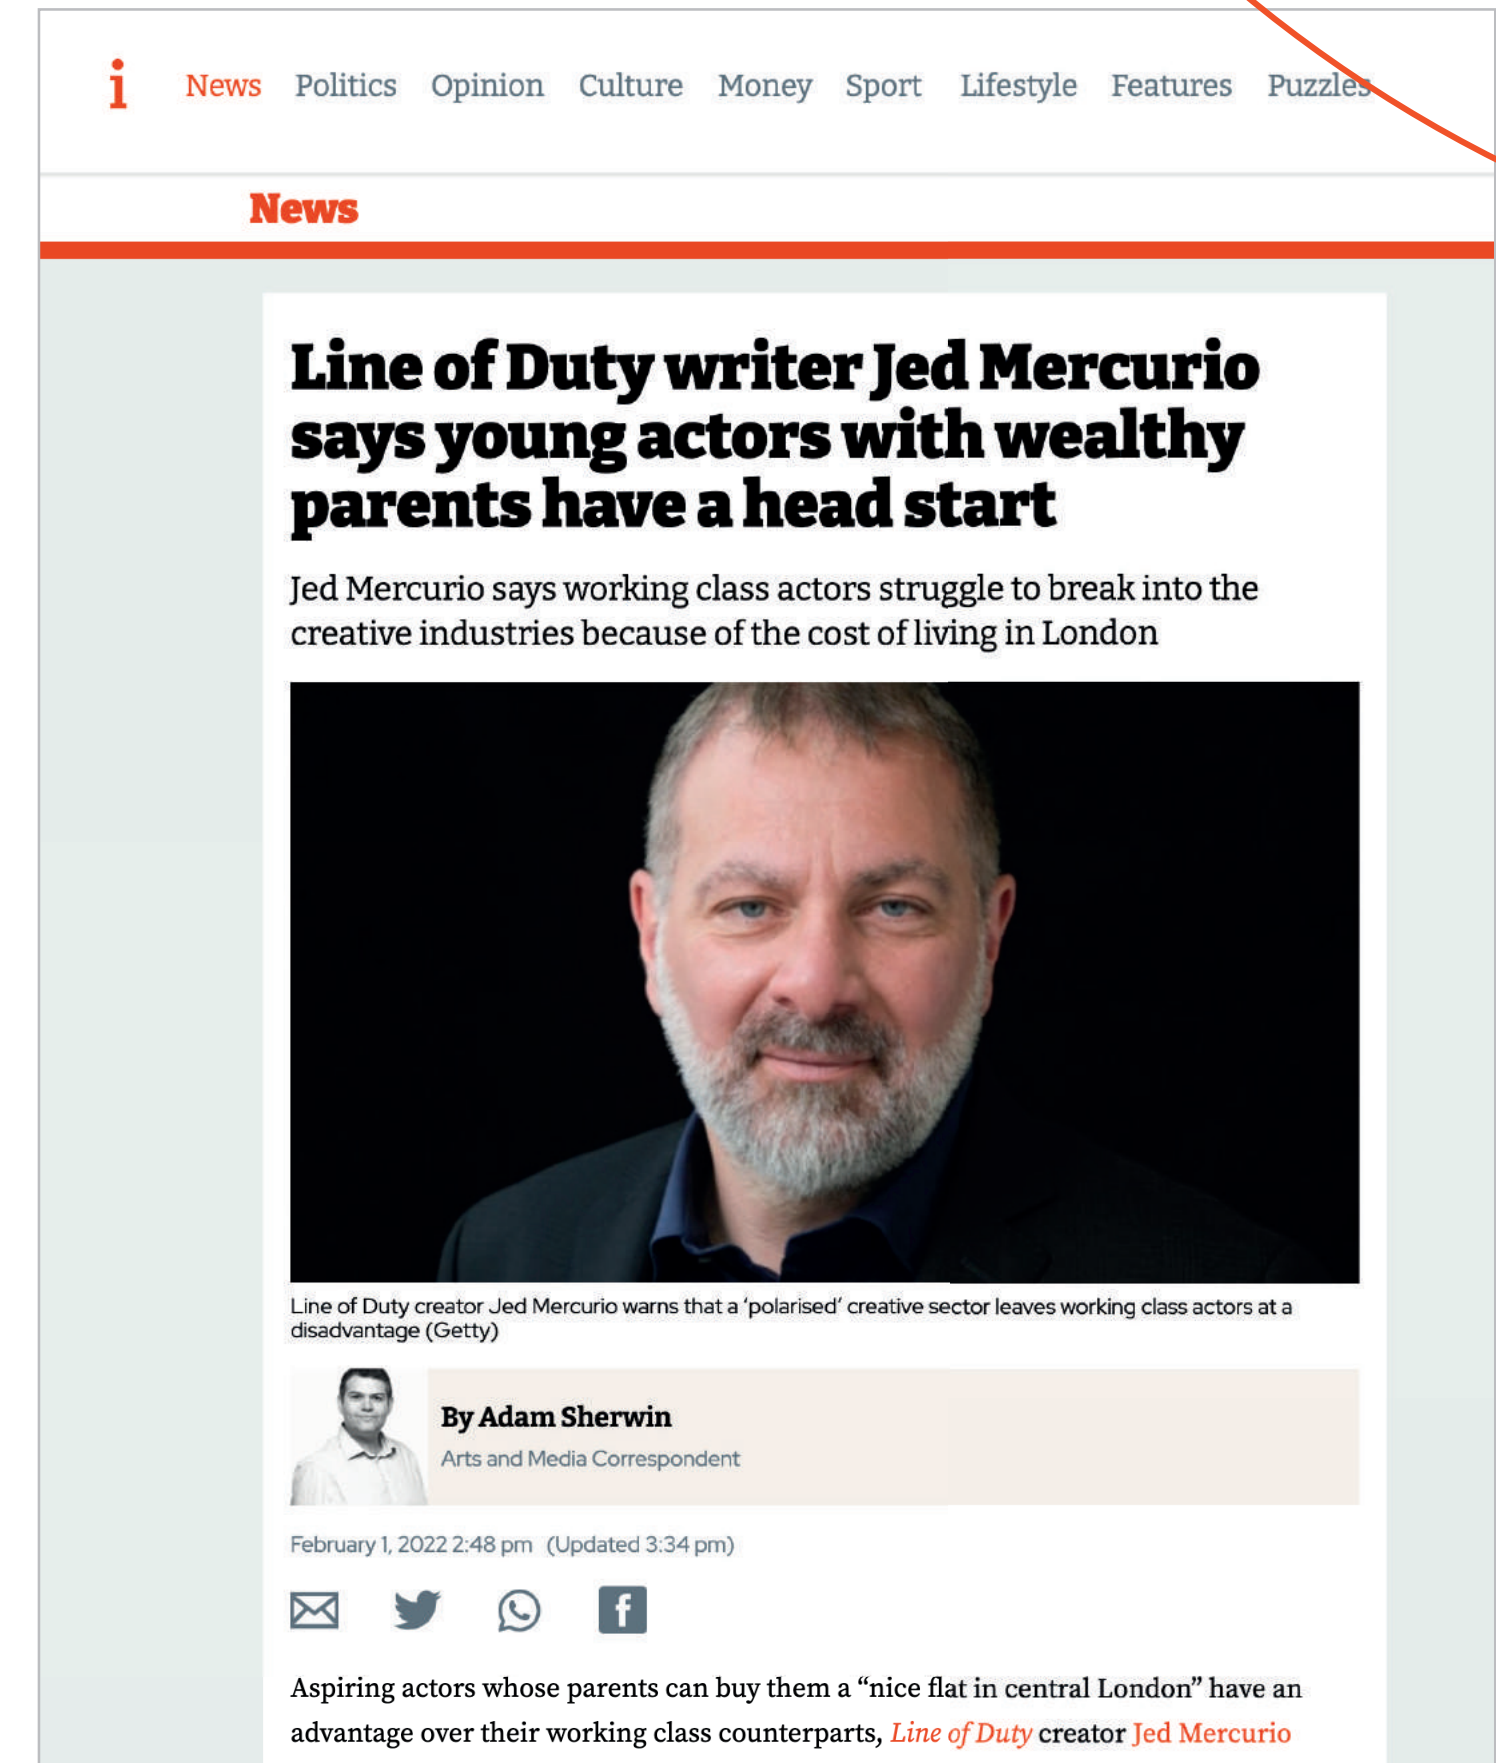 i News Politics Opinion Culture Money Sport Lifestyle Features Puzzles
News
Line of Duty writer Jed Mercurio
says young actors with wealthy
parents have a head start
Jed Mercurio says working class actors struggle to break into the
creative industries because of the cost of living in London
Line of Duty creator Jed Mercurio warns that a ‘polarised’ creative sector leaves working class actors at a
disadvantage (Getty)
By Adam Sherwin
Arts and Media Correspondent
February 1, 2022 2:48 pm (Updated 3:34 pm)
Aspiring actors whose parents can buy them a “nice flat in central London” have an
advantage over their working class counterparts, Line of Duty creator Jed Mercurio